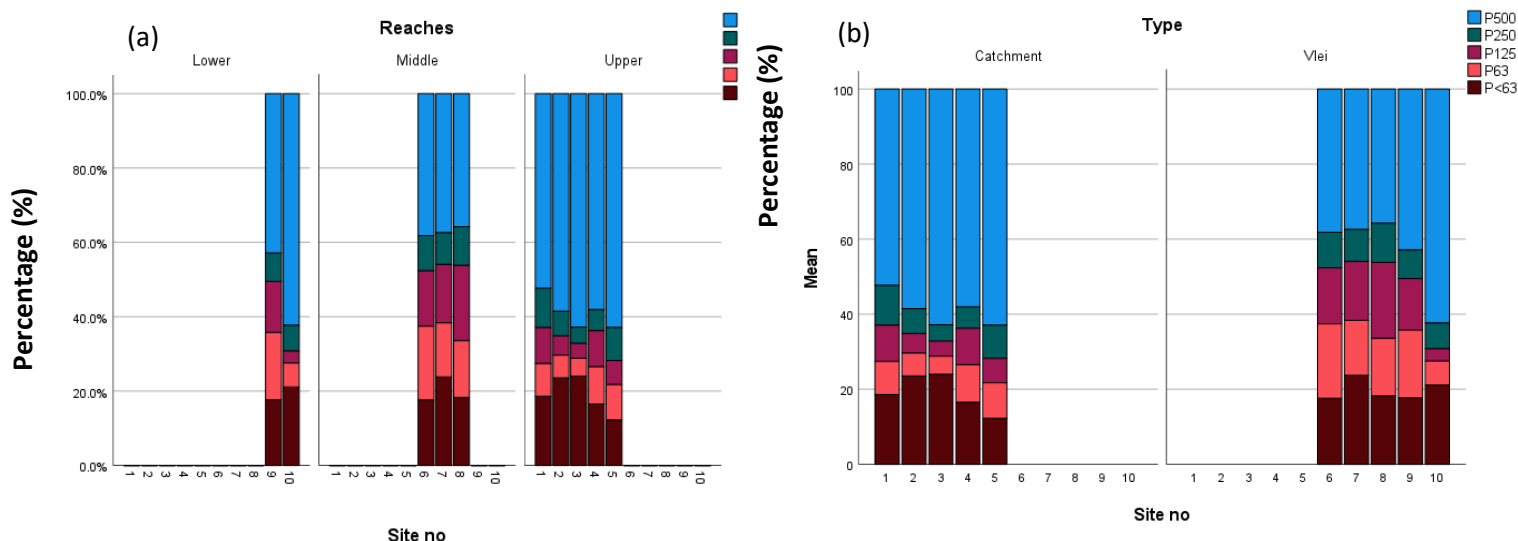 (a)
Reaches
Lower Middle Upper
Percentage (%)
100.0%
80.0%
60.0%
40.0%
20.0%
0.0%
1 2 3 4 5 6 7 8 9 10 1 2 3 4 5 6 7 8 9 10 1 2 3 4 5 6 7 8 9 10
Site no
(b)
Type
Catchment Vlei
Percentage (%)
Mean
100
80
60
40
20
0
1 2 3 4 5 6 7 8 9 10 1 2 3 4 5 6 7 8 9 10
Site no
P500
P250
P125
P63
P<63